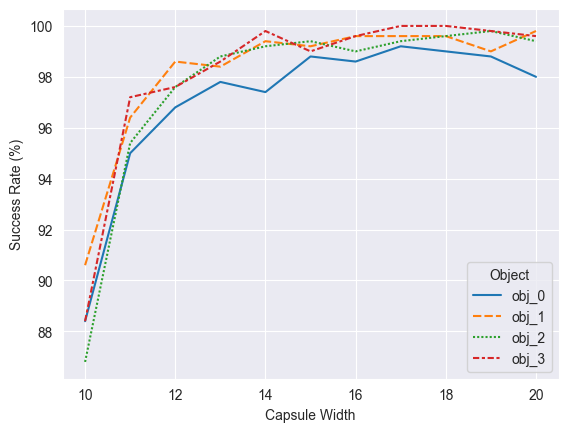 100
98
96
94
92
90
88
Success Rate (%)
10
12
14
16
18
20
Capsule Width
Object
obj_0
obj_1
obj_2
obj_3